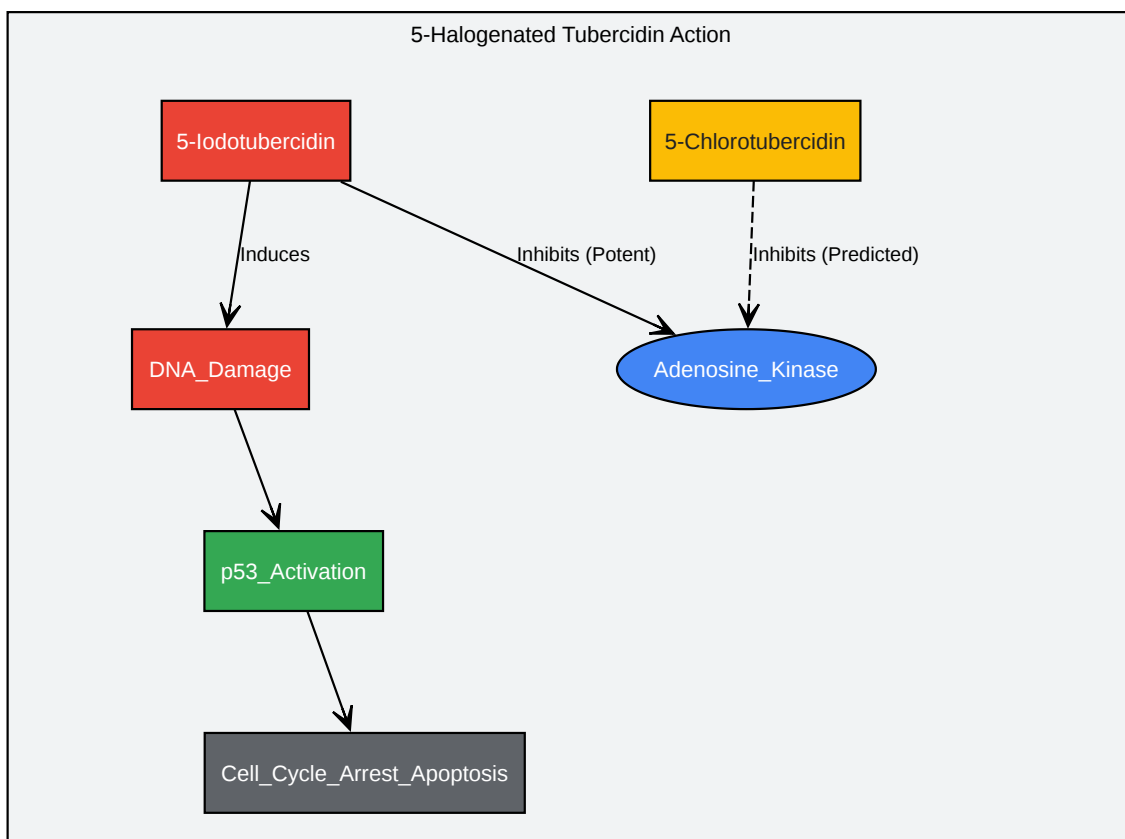 5-Halogenated Tubercidin Action
5-Iodotubercidin
5-Chlorotubercidin
Induces
Inhibits (Potent)
Inhibits (Predicted)
DNA_Damage
Adenosine_Kinase
p53_Activation
Cell_Cycle_Arrest_Apoptosis